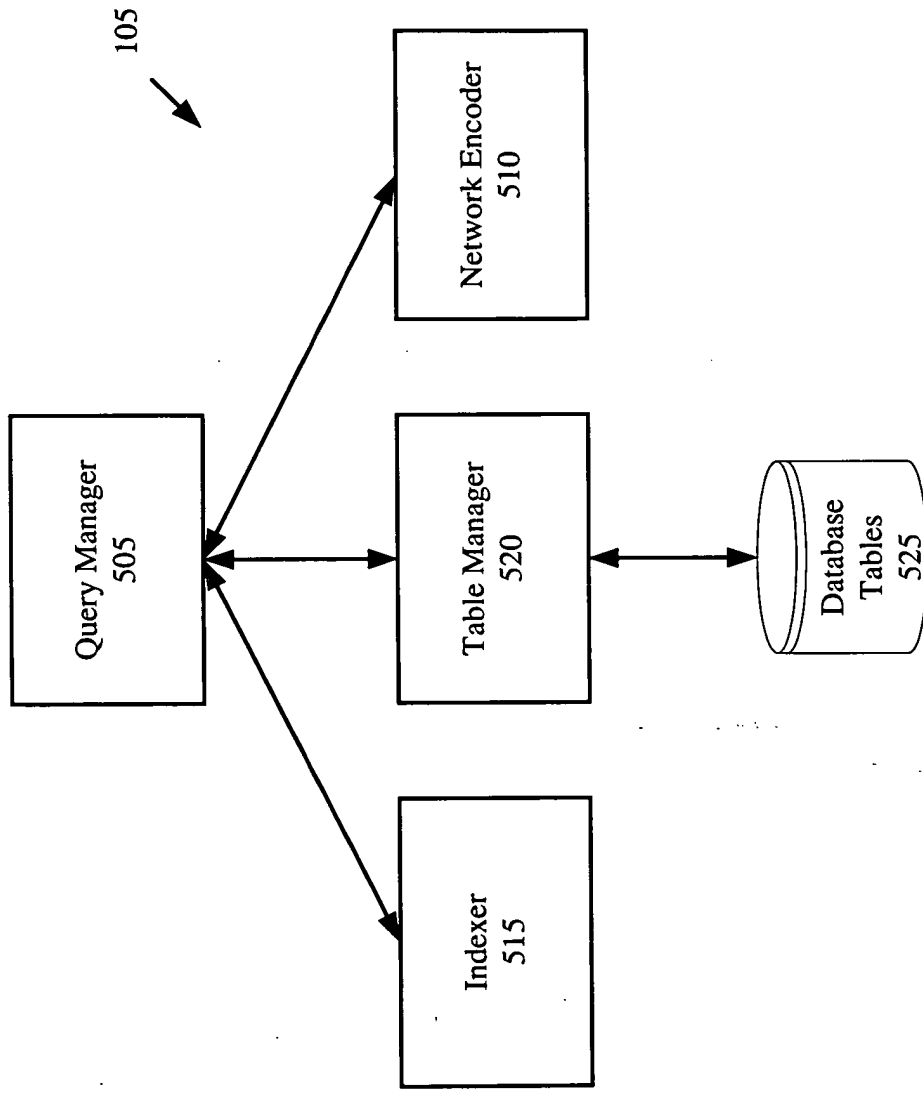 105
Query Manager
505
Network Encoder
510
Table Manager
520
Indexer
515
Database
Tables
525